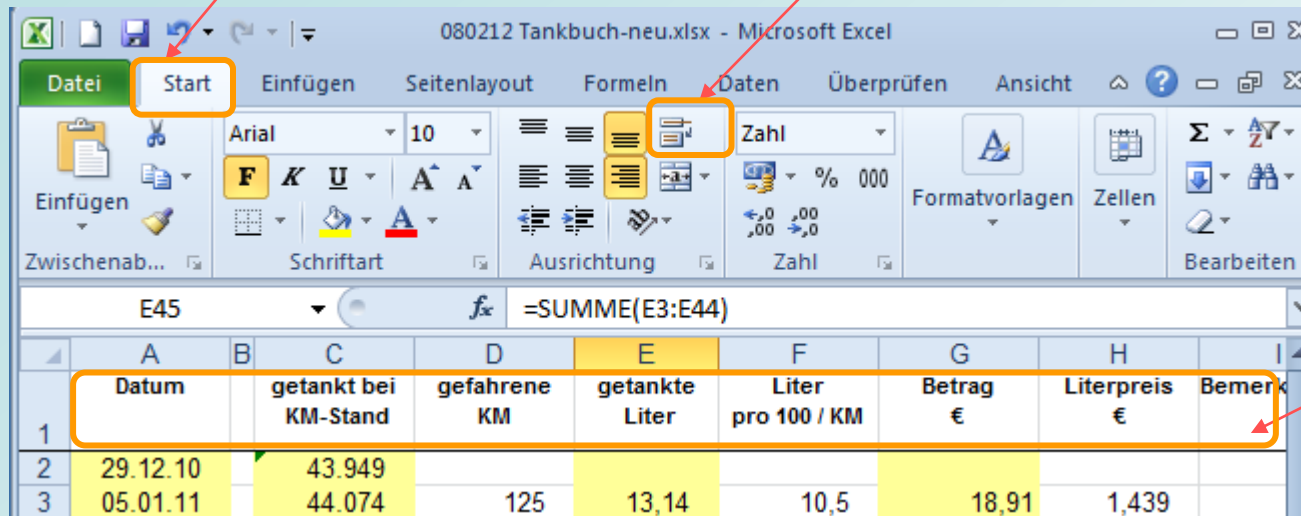 080212 Tankbuch-neu.xlsx - Microsoft Excel
Datei Start Einfügen Seitenlayout Formeln Daten Überprüfen Ansicht
Arial 10 Zahl
Einfügen F K U A A % 000 Formatvorlagen Zellen
Zwischenab... Schriftart Ausrichtung Zahl Bearbeiten
E45 fx =SUMME(E3:E44)
A B C D E F G H I
1 Datum getankt bei KM-Stand gefahrene KM getankte Liter Liter pro 100 / KM Betrag € Literpreis € Bemerk
2 29.12.10 43.949
3 05.01.11 44.074 125 13,14 10,5 18,91 1,439